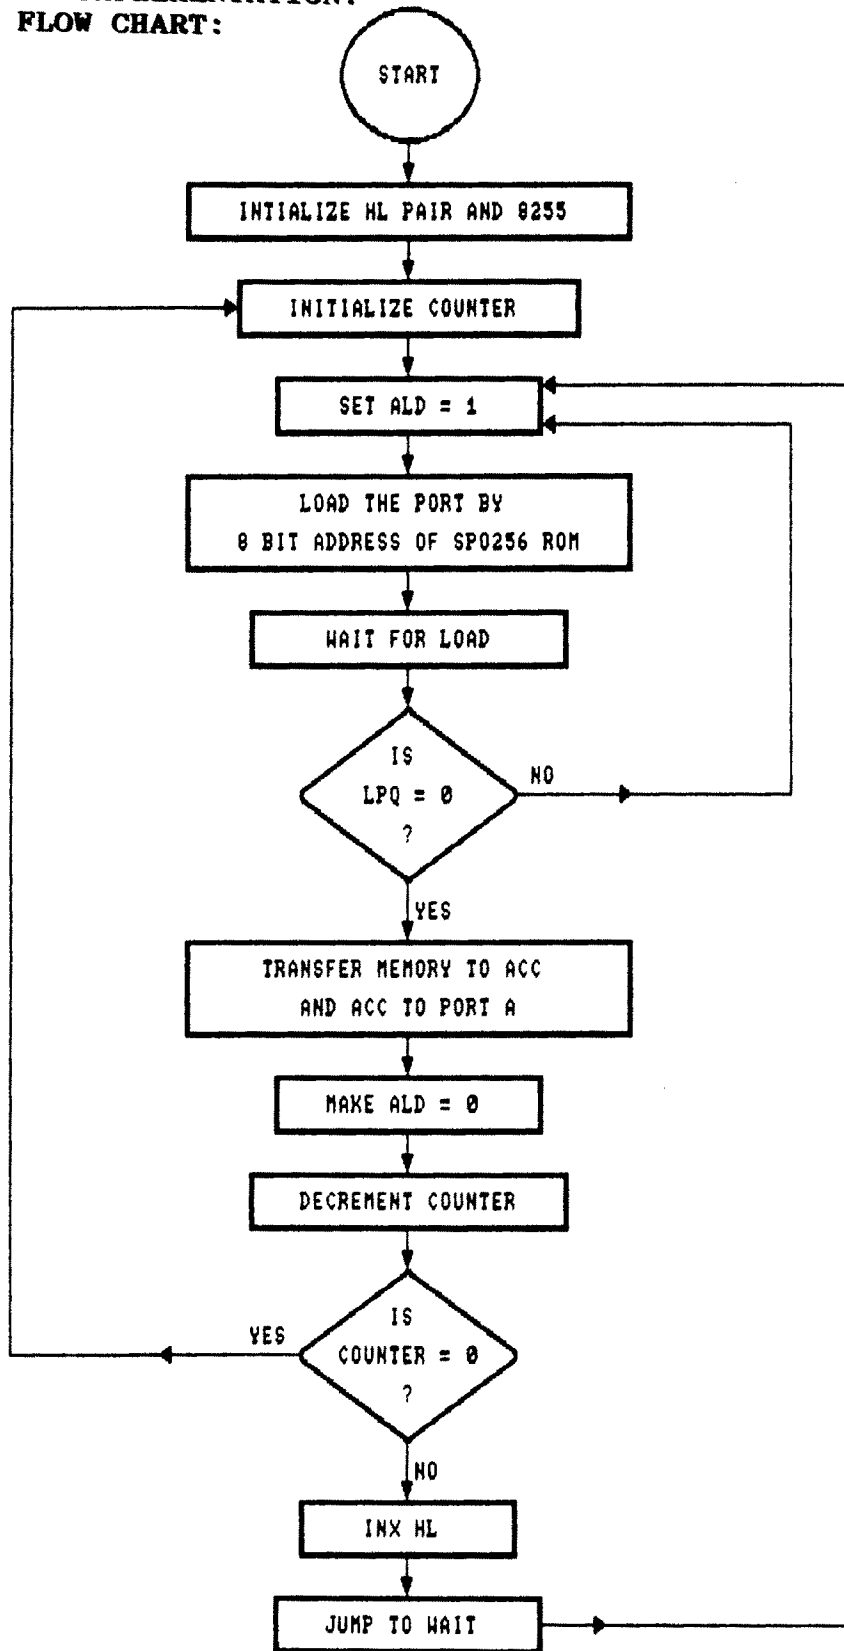 FLOW CHART:
START
INTIALIZE HL PAIR AND 8255
INITIALIZE COUNTER
SET ALD = 1
LOAD THE PORT BY
8 BIT ADDRESS OF SPO256 ROM
WAIT FOR LOAD
IS
LPQ = 0
?
NO
YES
TRANSFER MEMORY TO ACC
AND ACC TO PORT A
MAKE ALD = 0
DECREMENT COUNTER
IS
COUNTER = 0
?
YES
NO
INX HL
JUMP TO WAIT